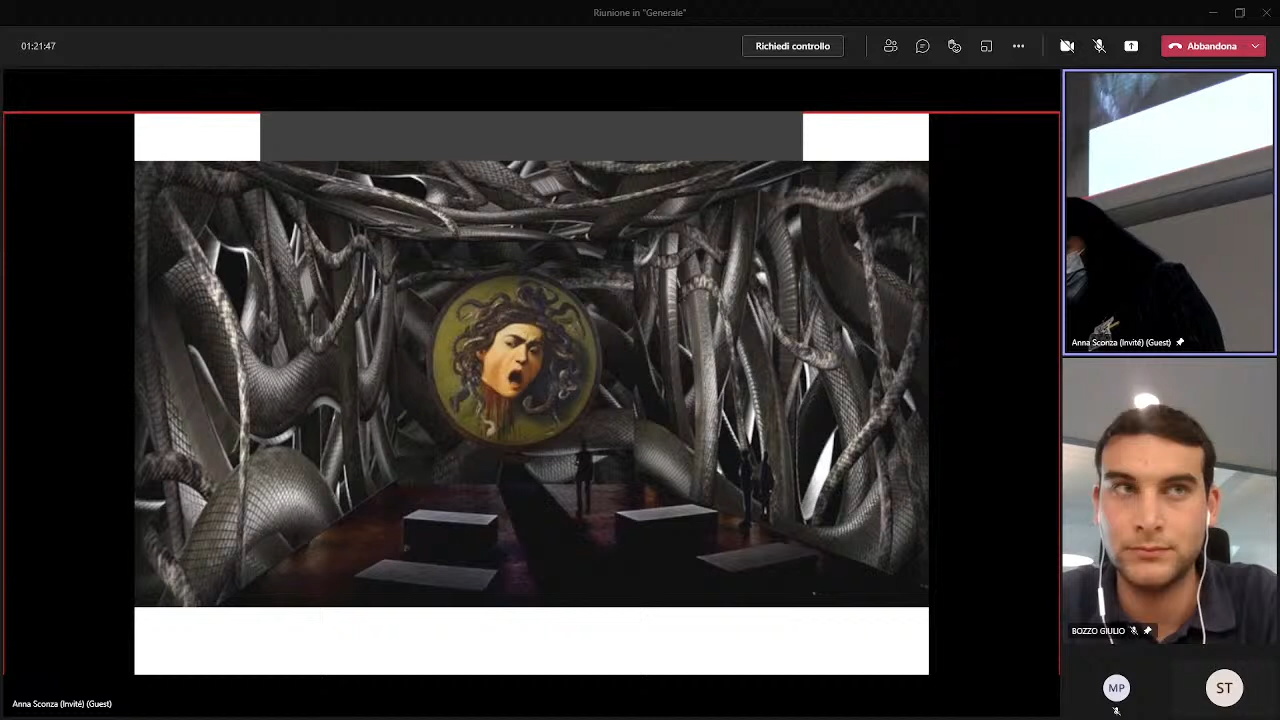 Riunione in "Generale"
01:21:47
Richiedi controllo
Abbandona
Anna Sconza (Invité) (Guest)
BOZZO GIULIO
MP
ST
Anna Sconza (Invité) (Guest)